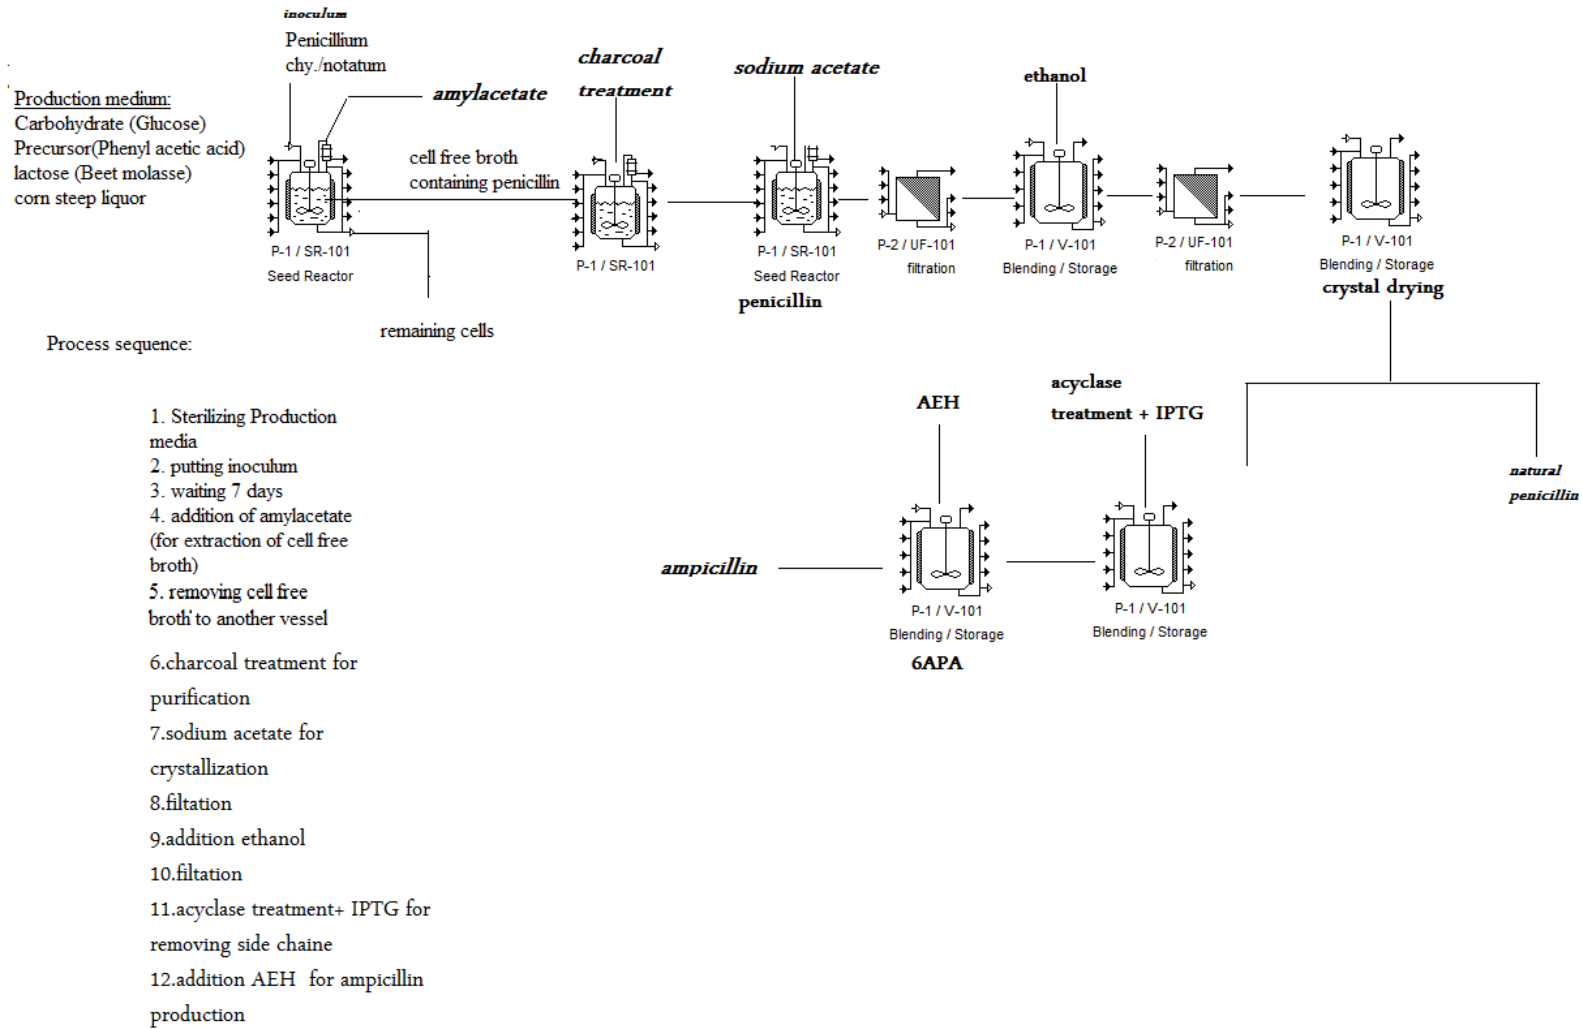 inoculum
Penicillium
chy./notatum
Production medium:
Carbohydrate (Glucose)
Precursor(Phenyl acetic acid)
lactose (Beet molasse)
corn steep liquor
amylacetate
cell free broth
containing penicillin
P-1 / SR-101
Seed Reactor
remaining cells
charcoal
treatment
P-1 / SR-101
sodium acetate
P-1 / SR-101
Seed Reactor
penicillin
P-2 / UF-101
filtration
ethanol
P-1 / V-101
Blending / Storage
P-2 / UF-101
filtration
P-1 / V-101
Blending / Storage
crystal drying
natural
penicillin
acyclase
treatment + IPTG
P-1 / V-101
Blending / Storage
AEH
P-1 / V-101
Blending / Storage
6APA
ampicillin
Process sequence:
1. Sterilizing Production
media
2. putting inoculum
3. waiting 7 days
4. addition of amylacetate
(for extraction of cell free
broth)
5. removing cell free
broth to another vessel
6.charcoal treatment for
purification
7.sodium acetate for
crystallization
8.filtation
9.addition ethanol
10.filtation
11.acyclase treatment+ IPTG for
removing side chaine
12.addition AEH for ampicillin
production